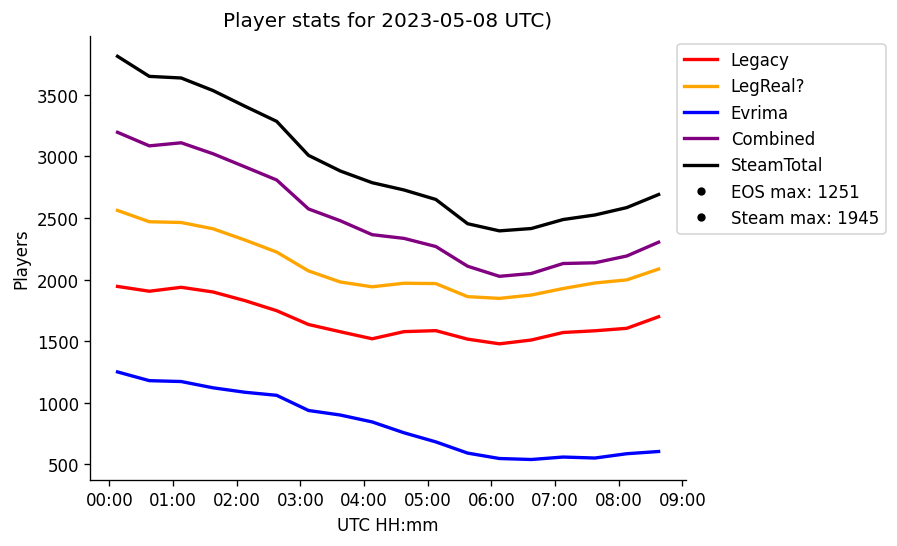 Player stats for 2023-05-08 UTC)
Legacy
LegReal?
Evrima
Combined
SteamTotal
EOS max: 1251
Steam max: 1945
Players
3500
3000
2500
2000
1500
1000
500
00:00 01:00 02:00 03:00 04:00 05:00 06:00 07:00 08:00 09:00
UTC HH:mm